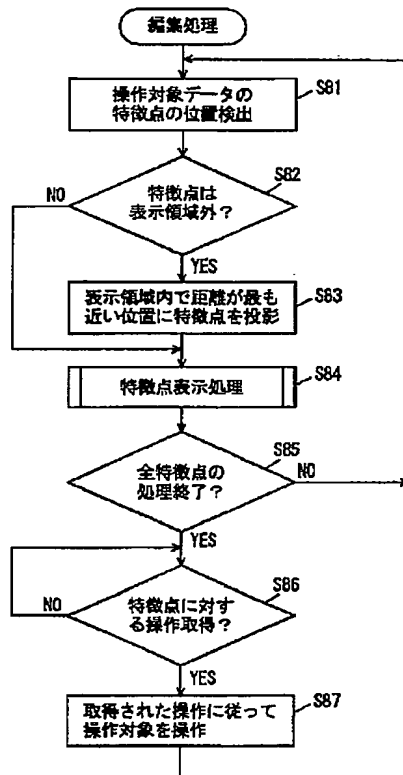 編集処理
S81
操作対象データの
特徴点の位置検出
S82
NO
特徴点は
表示領域外？
YES
S83
表示領域内で距離が最も
近い位置に特徴点を投影
S84
特徴点表示処理
S85
全特徴点の
処理終了？
NO
YES
S86
NO
特徴点に対す
る操作取得？
YES
S87
取得された操作に従って
操作対象を操作